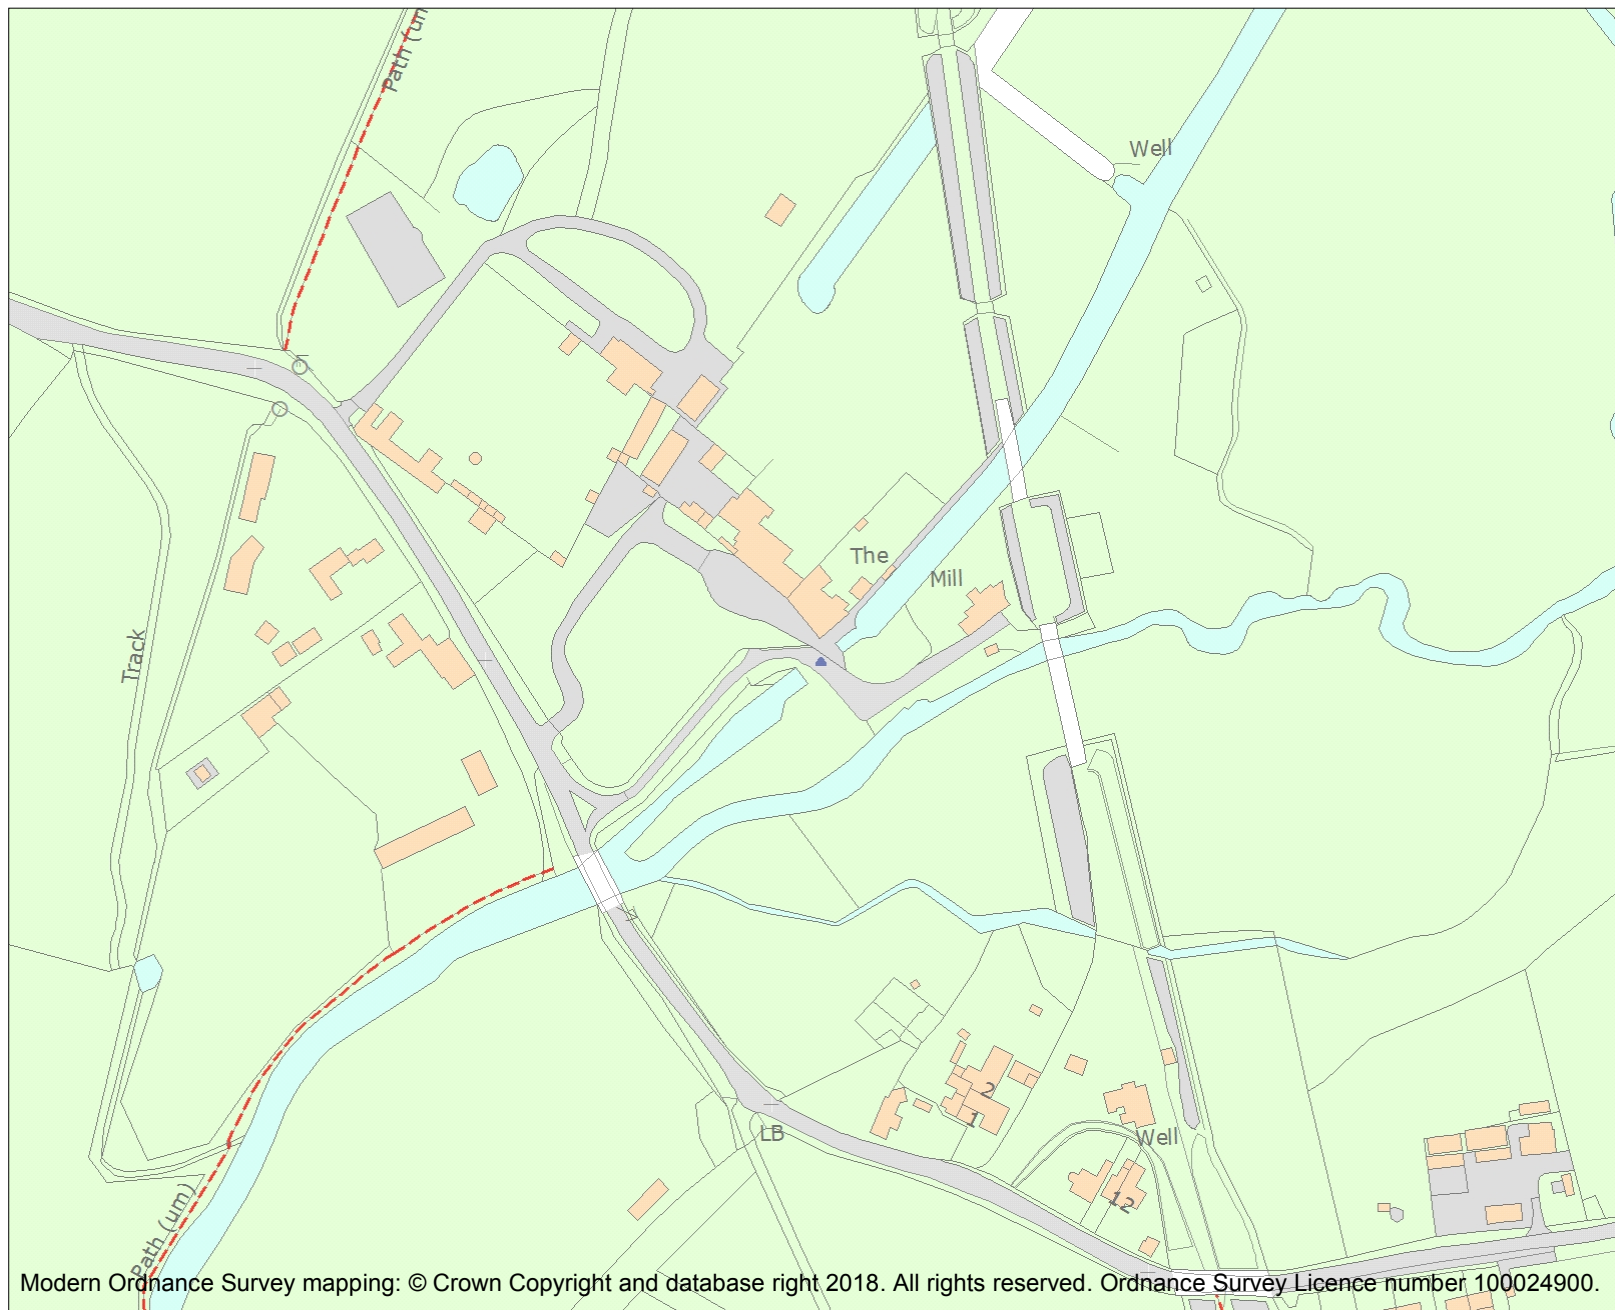 Path (um
Well
The
Mill
Track
2
1
LB
Well
12
Path (um)
Modern Ordnance Survey mapping: © Crown Copyright and database right 2018. All rights reserved. Ordnance Survey Licence number 100024900.